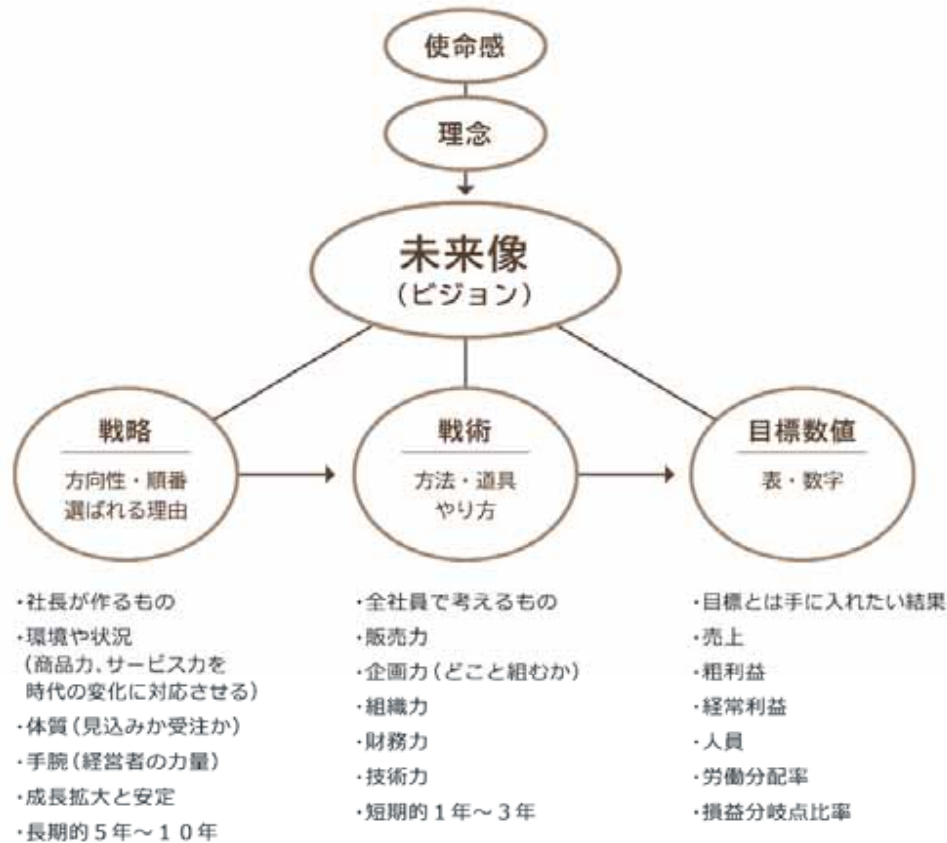 使命感
理念
未来像
(ビジョン)
戦略
方向性・順番
選ばれる理由
戦術
方法・道具
やり方
目標数値
表・数字
・社長が作るもの
・環境や状況
(商品力、サービス力を
時代の変化に対応させる)
・体質(見込みか受注か)
・手腕(経営者の力量)
・成長拡大と安定
・長期的5年～10年
・全社員で考えるもの
・販売力
・企画力(どこと組むか)
・組織力
・財務力
・技術力
・短期的1年～3年
・目標とは手に入れたい結果
・売上
・粗利益
・経常利益
・人員
・労働分配率
・損益分岐点比率